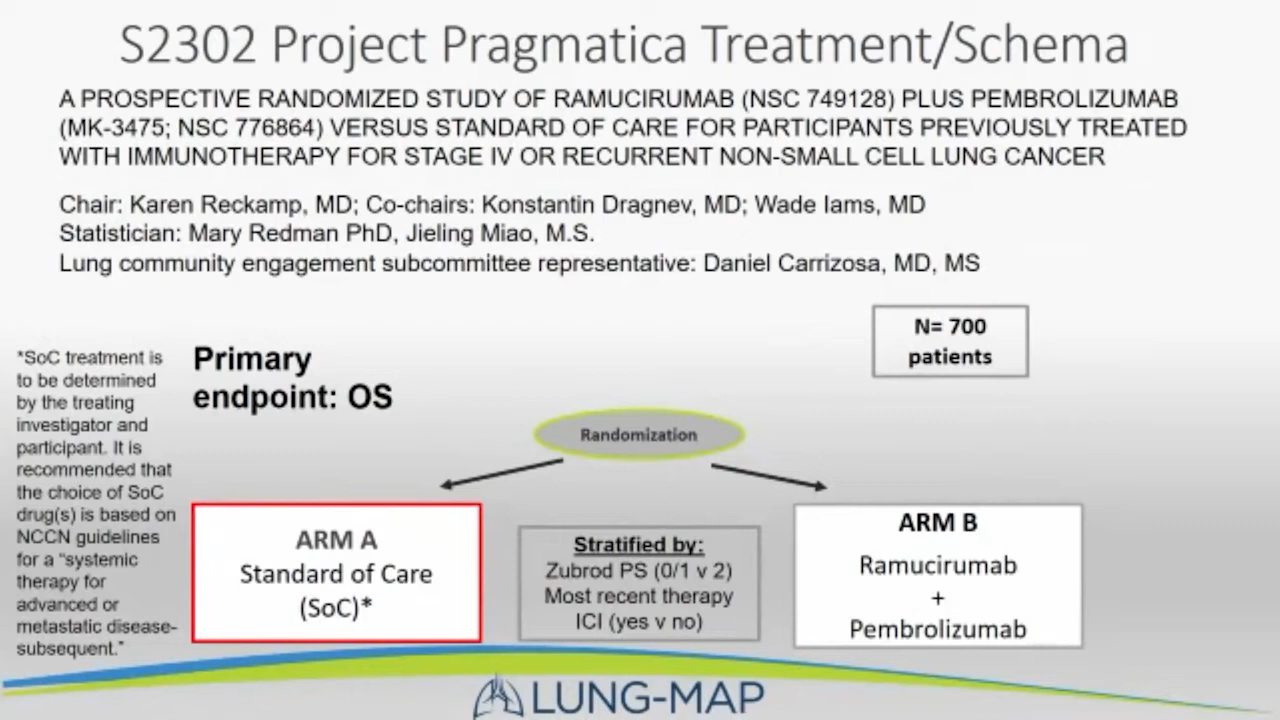 S2302 Project Pragmatica Treatment/Schema
A PROSPECTIVE RANDOMIZED STUDY OF RAMUCIRUMAB (NSC 749128) PLUS PEMBROLIZUMAB
(MK-3475; NSC 776864) VERSUS STANDARD OF CARE FOR PARTICIPANTS PREVIOUSLY TREATED
WITH IMMUNOTHERAPY FOR STAGE IV OR RECURRENT NON-SMALL CELL LUNG CANCER
Chair: Karen Reckamp, MD; Co-chairs: Konstantin Dragnev, MD; Wade Iams, MD
Statistician: Mary Redman PhD, Jieling Miao, M.S.
Lung community engagement subcommittee representative: Daniel Carrizosa, MD, MS
N= 700
patients
*SoC treatment is
to be determined
by the treating
investigator and
participant. It is
recommended that
the choice of SoC
drug(s) is based on
NCCN guidelines
for a “systemic
therapy for
advanced or
metastatic disease-
subsequent.”
Primary
endpoint: OS
Randomization
ARM A
Standard of Care
(SoC)*
Stratified by:
Zubrod PS (0/1 v 2)
Most recent therapy
ICI (yes v no)
ARM B
Ramucirumab
+
Pembrolizumab
LUNG-MAP